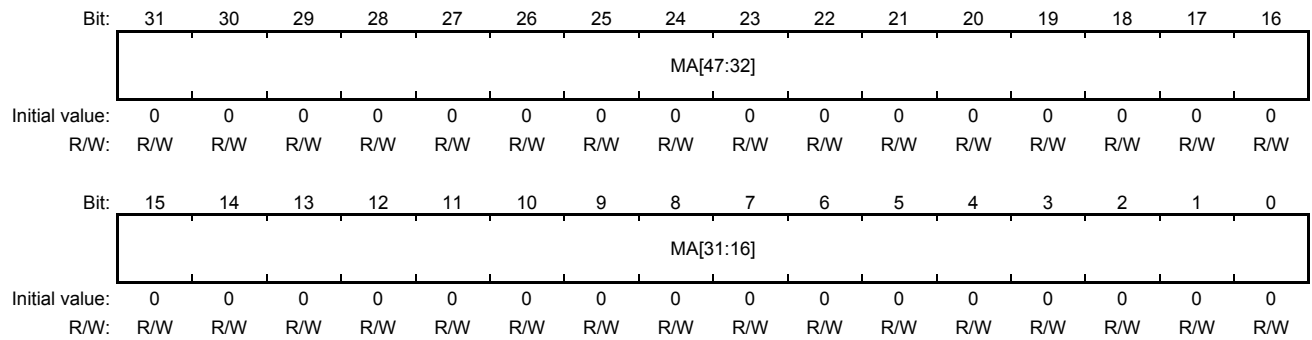 Bit: 31 30 29 28 27 26 25 24 23 22 21 20 19 18 17 16
MA[47:32]
Initial value: 0 0 0 0 0 0 0 0 0 0 0 0 0 0 0 0
R/W: R/W R/W R/W R/W R/W R/W R/W R/W R/W R/W R/W R/W R/W R/W R/W R/W
Bit: 15 14 13 12 11 10 9 8 7 6 5 4 3 2 1 0
MA[31:16]
Initial value: 0 0 0 0 0 0 0 0 0 0 0 0 0 0 0 0
R/W: R/W R/W R/W R/W R/W R/W R/W R/W R/W R/W R/W R/W R/W R/W R/W R/W